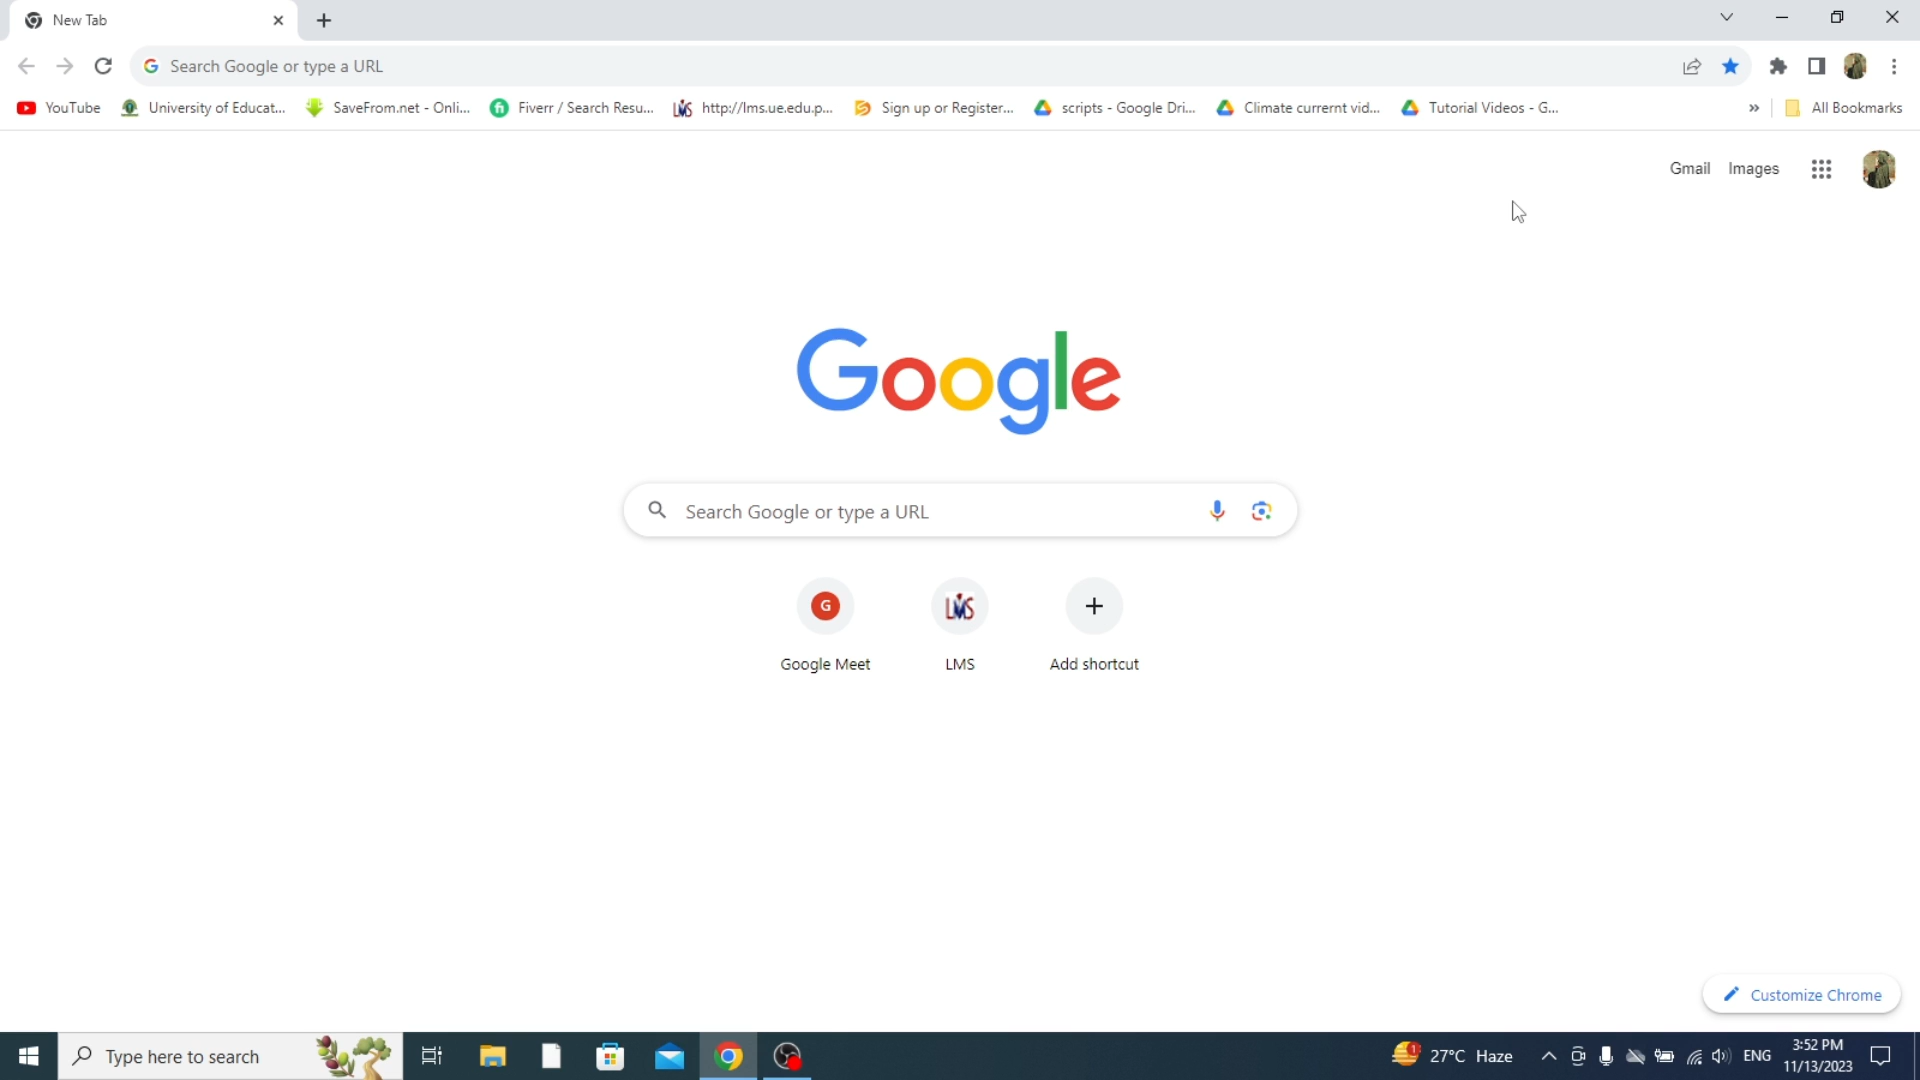 New Tab
Search Google or type a URL
YouTube
University of Educat...
SaveFrom.net - Onli...
Fiverr / Search Resu...
http://lms.ue.edu.p...
Sign up or Register...
scripts - Google Dri...
Climate currernt vid...
Tutorial Videos - G...
All Bookmarks
Gmail Images
Google
Search Google or type a URL
G
LMS
Google Meet
LMS
Add shortcut
Customize Chrome
Type here to search
1
27°C Haze
ENG
3:52 PM
11/13/2023